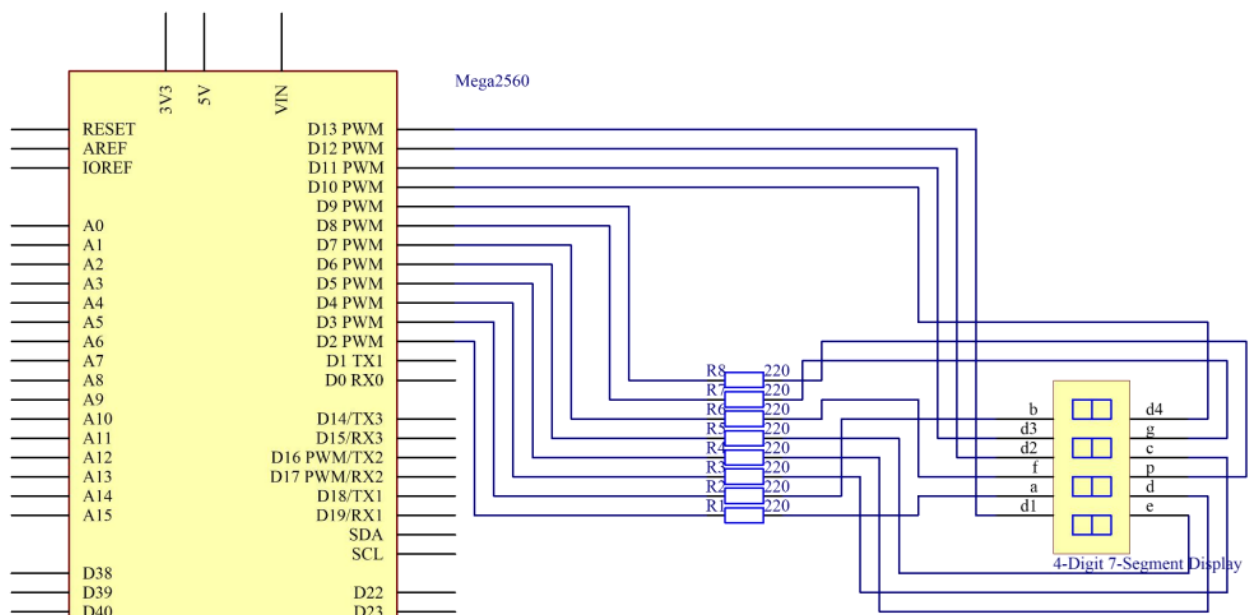 Mega2560
3V3
5V
VIN
RESET
AREF
IOREF
A0
A1
A2
A3
A4
A5
A6
A7
A8
A9
A10
A11
A12
A13
A14
A15
D38
D39
D40
D13 PWM
D12 PWM
D11 PWM
D10 PWM
D9 PWM
D8 PWM
D7 PWM
D6 PWM
D5 PWM
D4 PWM
D3 PWM
D2 PWM
D1 TX1
D0 RX0
D14/TX3
D15/RX3
D16 PWM/TX2
D17 PWM/RX2
D18/TX1
D19/RX1
SDA
SCL
D22
D23
R8 220
R7 220
R6 220
R5 220
R4 220
R3 220
R2 220
R1 220
b d4
d3 g
d2 c
f p
a d
d1 e
4-Digit 7-Segment Display